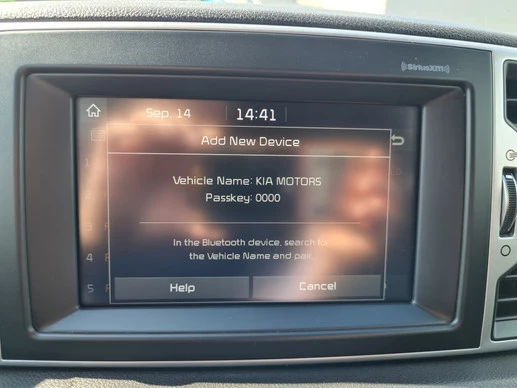 SiriusXM
Sep. 14 14:41
Add New Device
Vehicle Name: KIA MOTORS
Passkey: 0000
In the Bluetooth device, search for
the Vehicle Name and pair.
Help Cancel